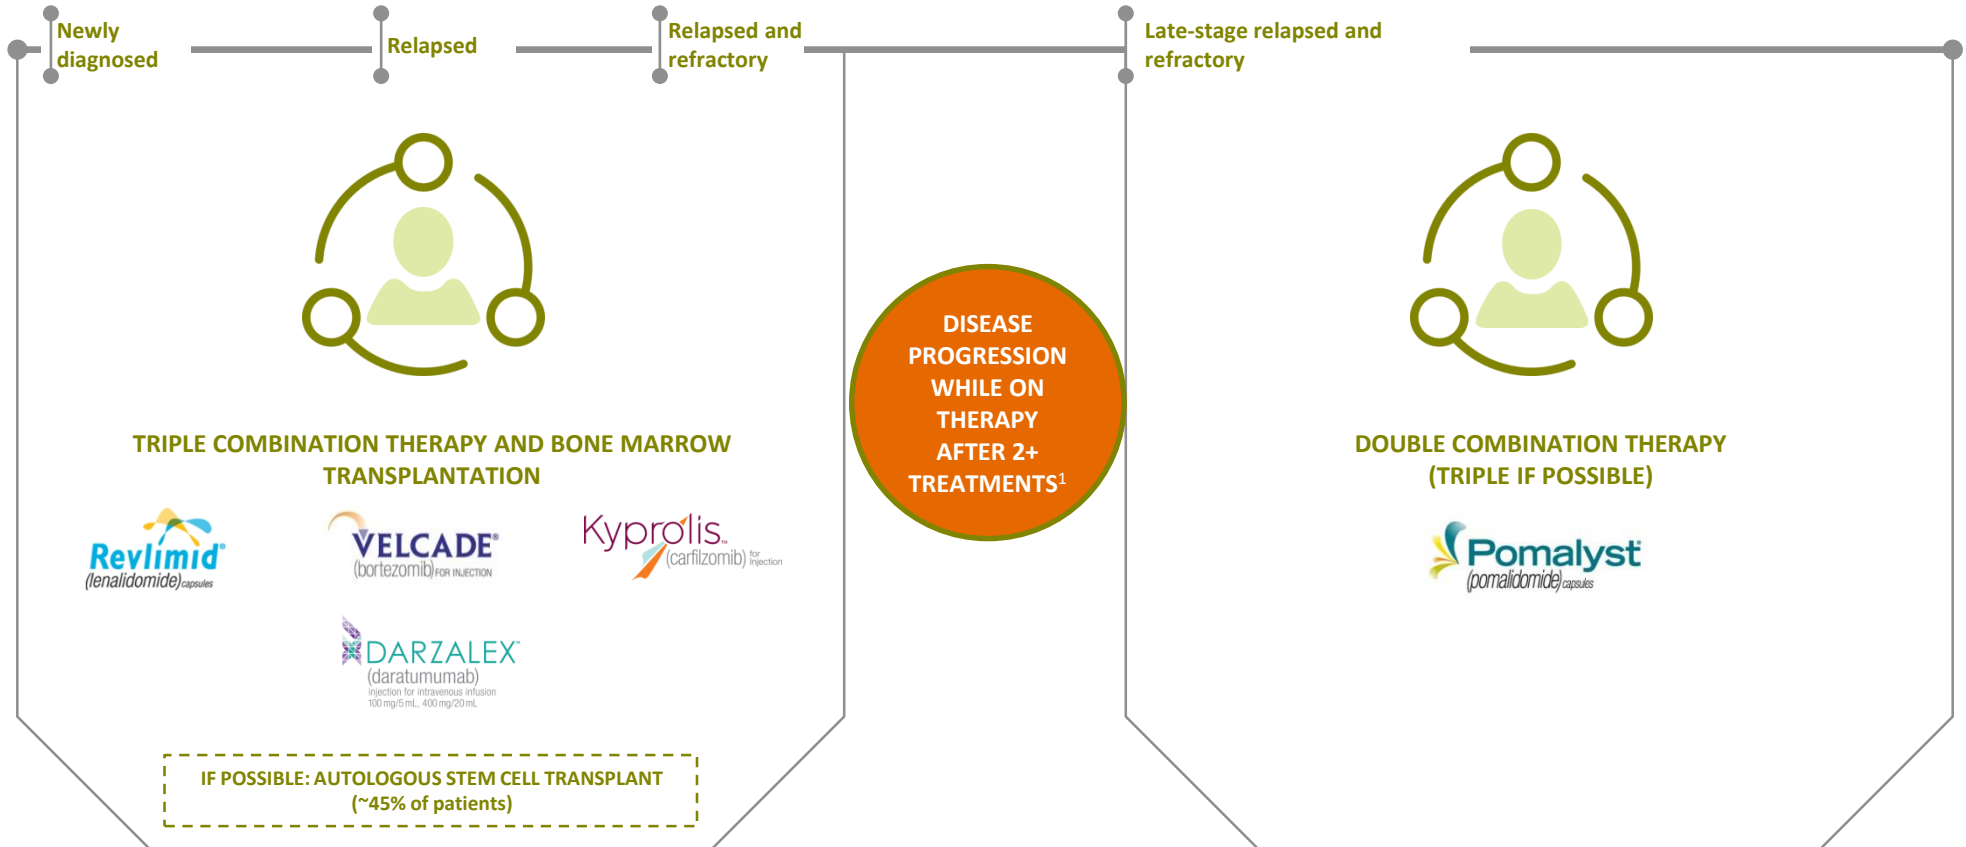 Newly
diagnosed
Relapsed
Relapsed and
refractory
Late-stage relapsed and
refractory
TRIPLE COMBINATION THERAPY AND BONE MARROW
TRANSPLANTATION
Revlimid®
(lenalidomide) capsules
VELCADE®
(bortezomib) FOR INJECTION
Kyprolis™
(carfilzomib) for Injection
DARZALEX™
(daratumumab)
injection for intravenous infusion
100 mg/5 mL, 400 mg/20 mL
IF POSSIBLE: AUTOLOGOUS STEM CELL TRANSPLANT
(~45% of patients)
DISEASE
PROGRESSION
WHILE ON
THERAPY
AFTER 2+
TREATMENTS¹
DOUBLE COMBINATION THERAPY
(TRIPLE IF POSSIBLE)
Pomalyst®
(pomalidomide) capsules